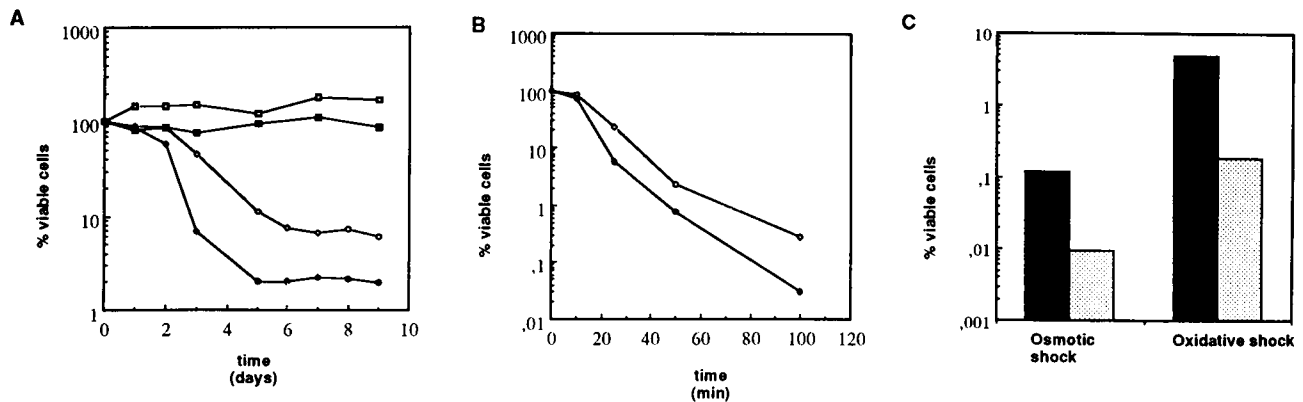 A
1000
100
10
1
% viable cells
0
2
4
6
8
10
time
(days)
B
1000
100
10
1
,1
,01
% viable cells
0
20
40
60
80
100
120
time
(min)
C
10
1
,1
,01
,001
% viable cells
Osmotic
shock
Oxidative shock